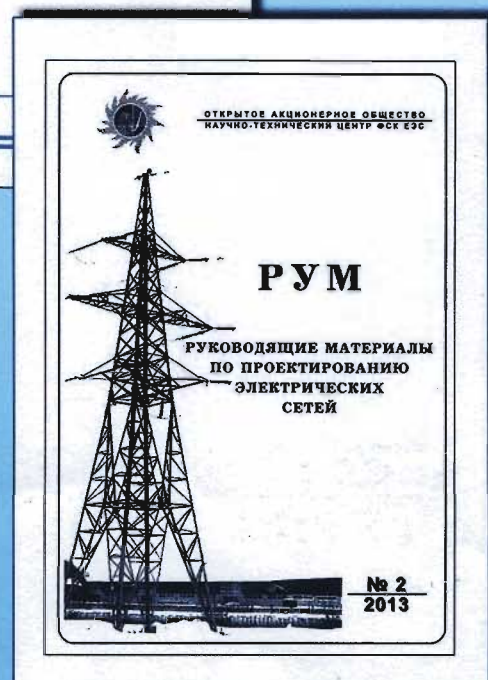 ОТКРЫТОЕ АКЦИОНЕРНОЕ ОБЩЕСТВО
НАУЧНО-ТЕХНИЧЕСКИЙ ЦЕНТР ФСК ЕЭС
РУМ
РУКОВОДЯЩИЕ МАТЕРИАЛЫ
ПО ПРОЕКТИРОВАНИЮ
ЭЛЕКТРИЧЕСКИХ
СЕТЕЙ
№ 2
2013